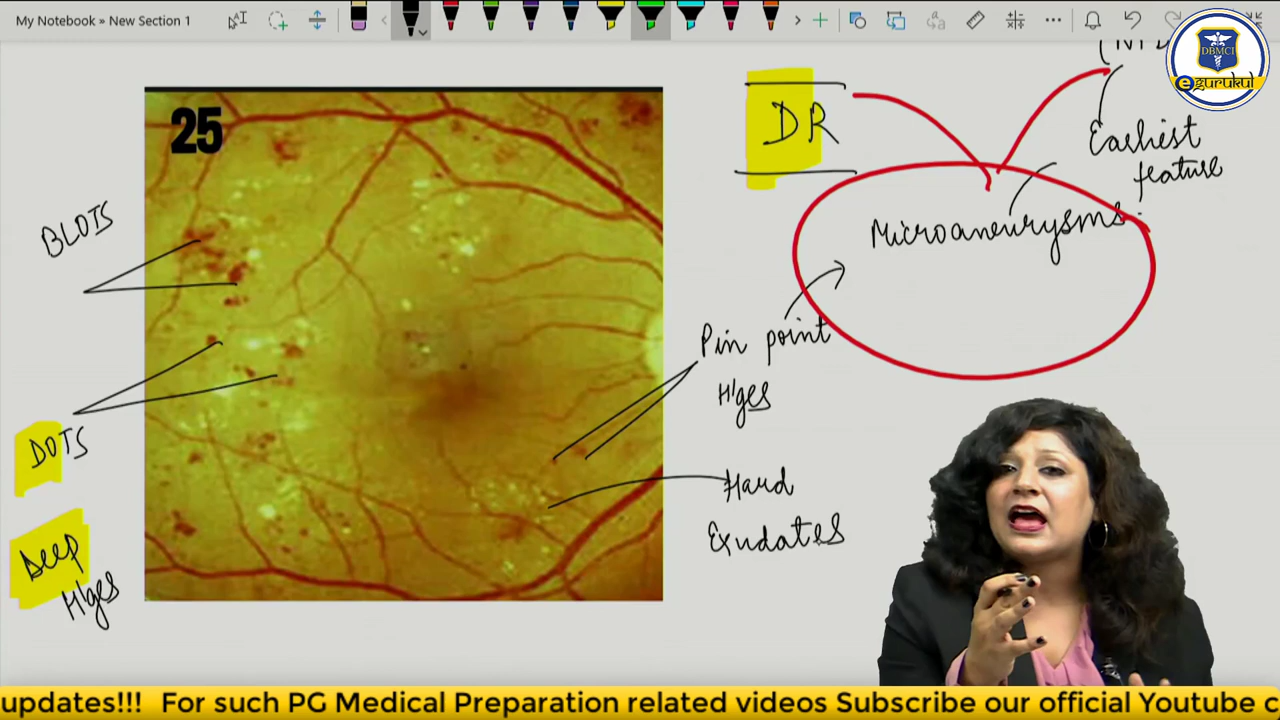 My Notebook » New Section 1
DBMCI
eGurukul
25
DR
Earliest
feature
Microaneurysms.
BLOTS
Pin point
H'ges
DOTS
Hard
Exudates
Deep
H'ges
updates!!! For such PG Medical Preparation related videos Subscribe our official Youtube c